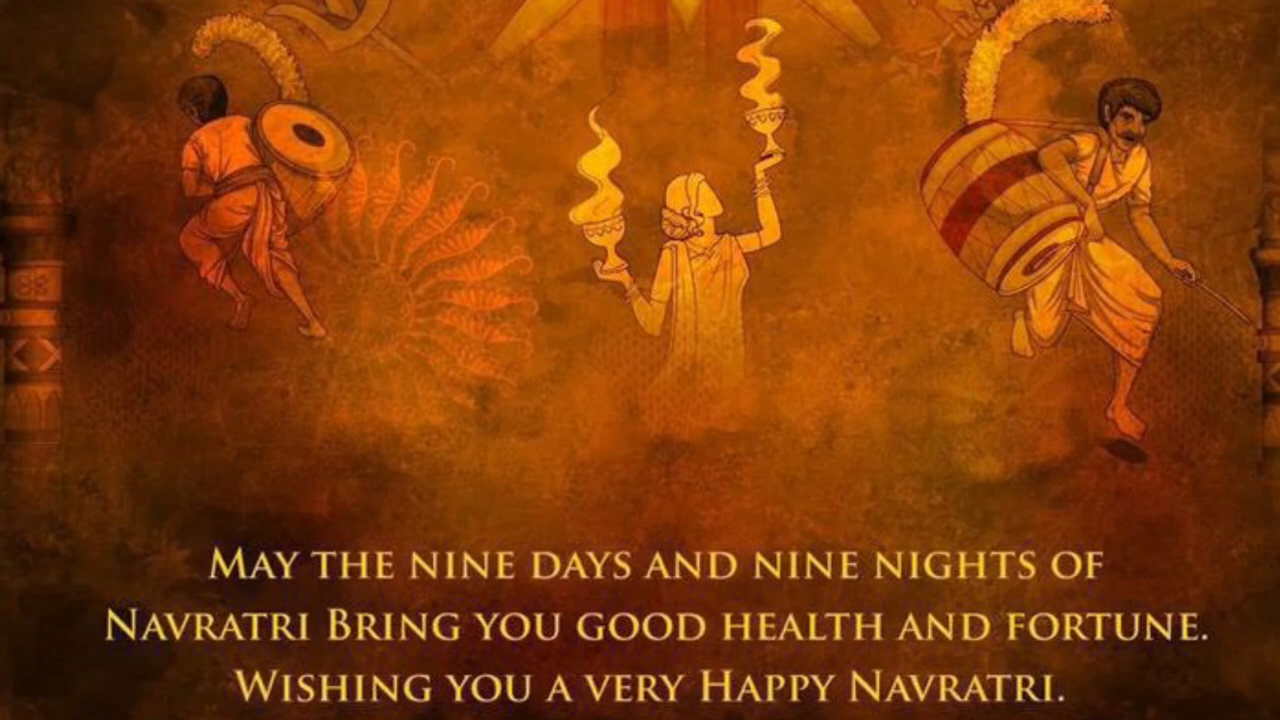 May the nine days and nine nights of
Navratri Bring you good health and fortune.
Wishing you a very Happy Navratri.